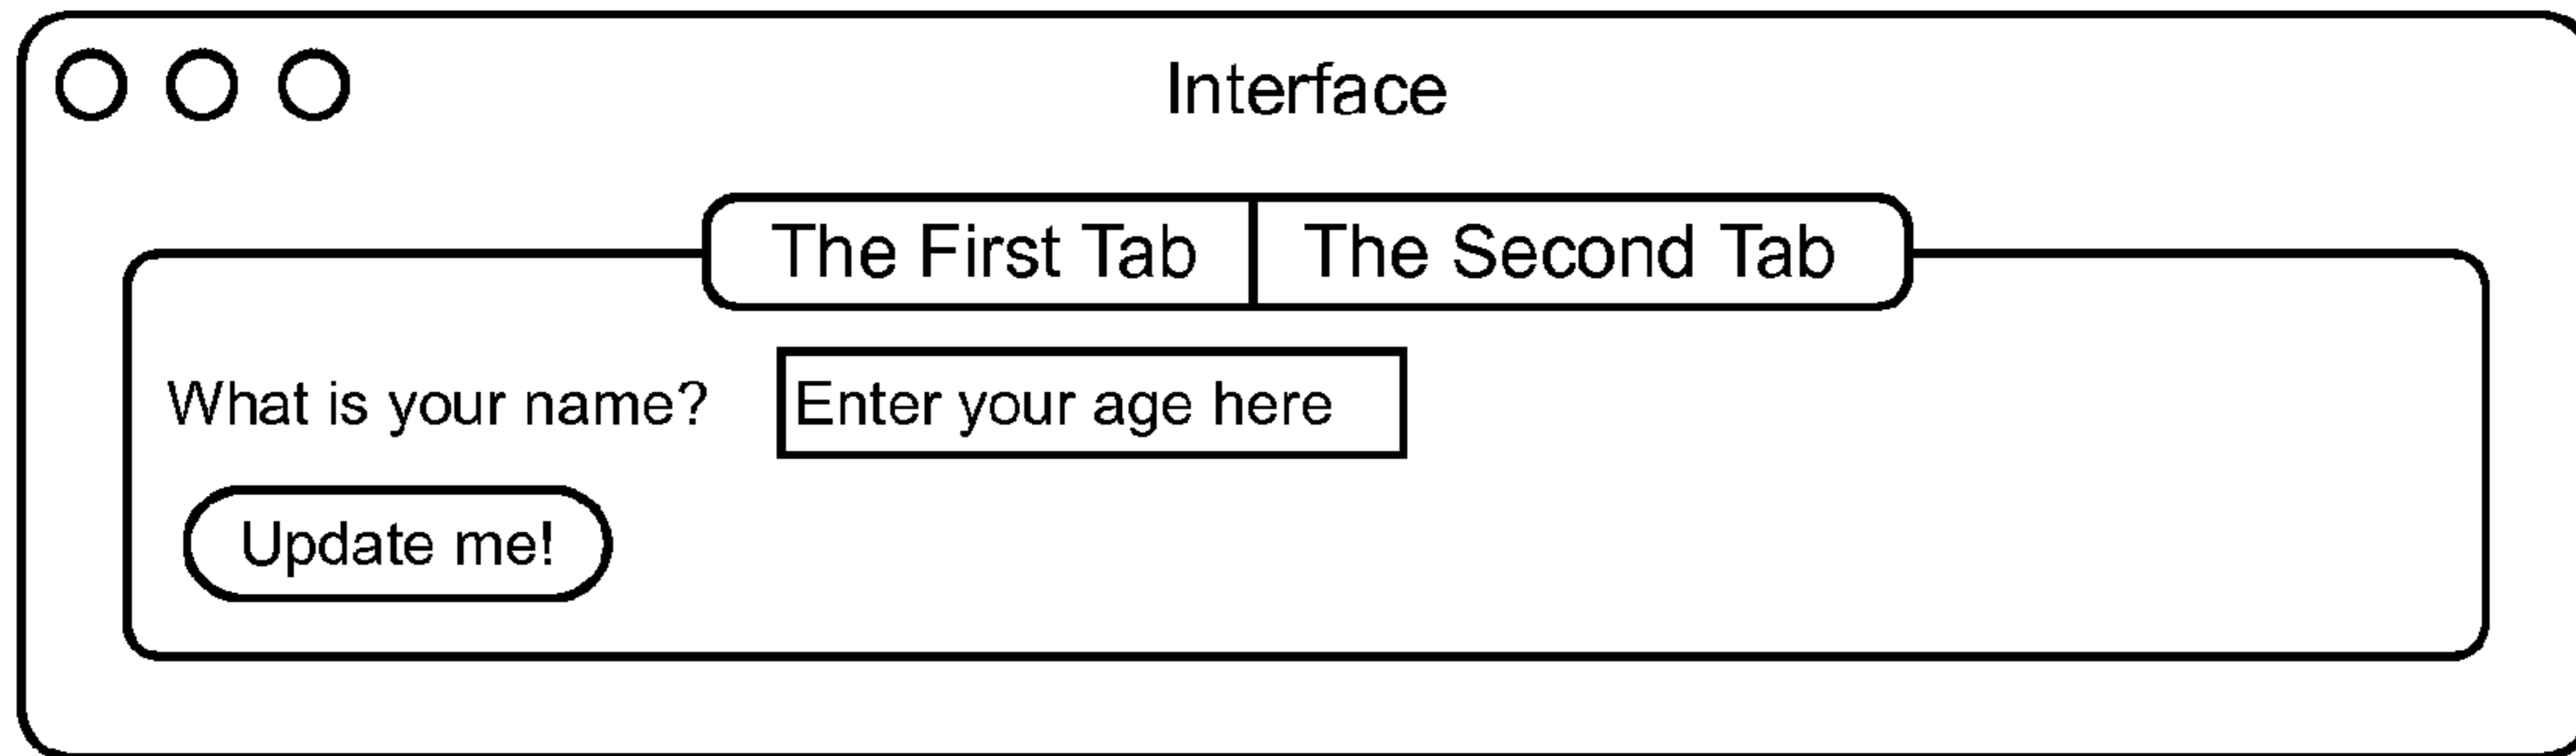 Interface
The First Tab The Second Tab
What is your name? Enter your age here
Update me!